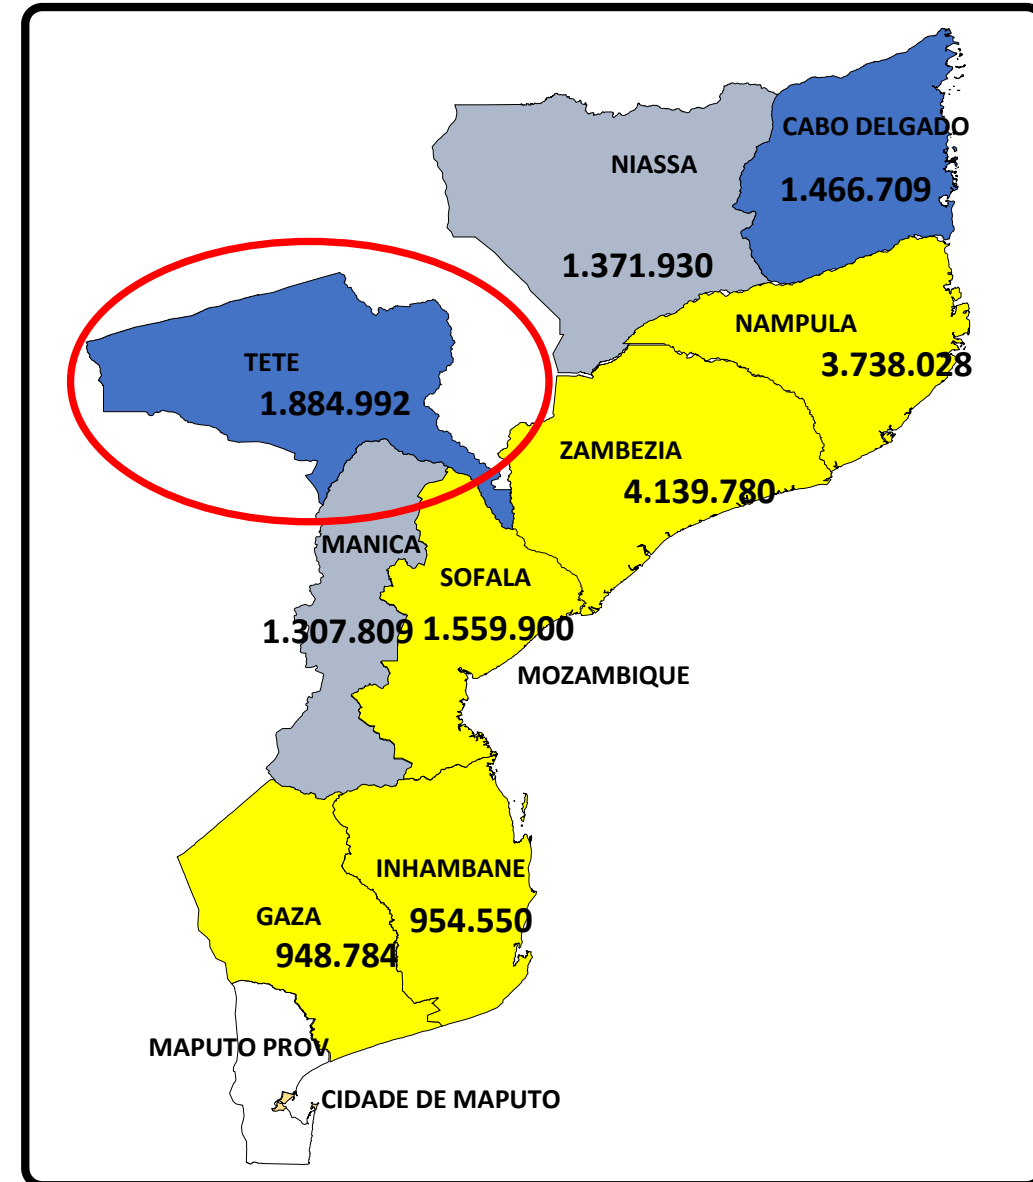 CABO DELGADO
1.466.709
NIASSA
1.371.930
NAMPULA
3.738.028
TETE
1.884.992
ZAMBEZIA
4.139.780
MANICA
1.307.809
SOFALA
1.559.900
MOZAMBIQUE
INHAMBANE
954.550
GAZA
948.784
MAPUTO PROV
CIDADE DE MAPUTO